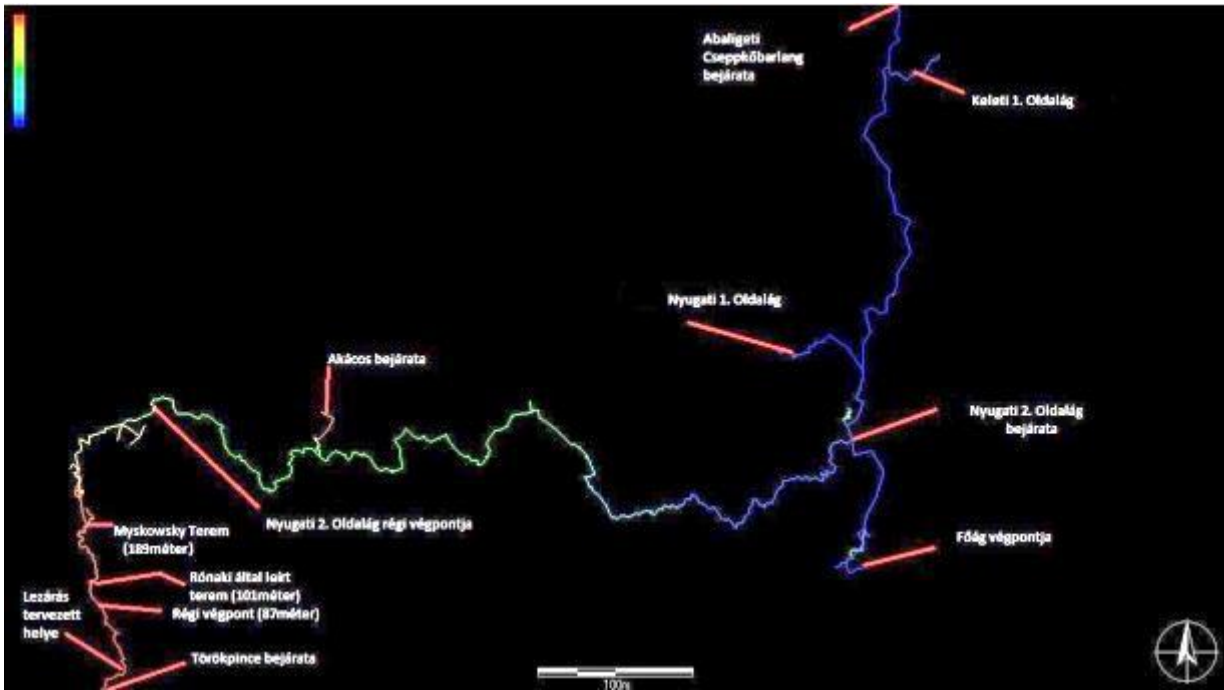 Abaligeti
Cseppkőbarlang
bejárata
Keleti 1. Oldalág
Nyugati 1. Oldalág
Akácos bejárata
Nyugati 2. Oldalág
bejárata
Nyugati 2. Oldalág régi végpontja
Myskowsky Terem
(189méter)
Főág végpontja
Rónaki által leírt
terem (101méter)
Régi végpont (87méter)
Lezárás
tervezett
helye
Törökpince bejárata
100m